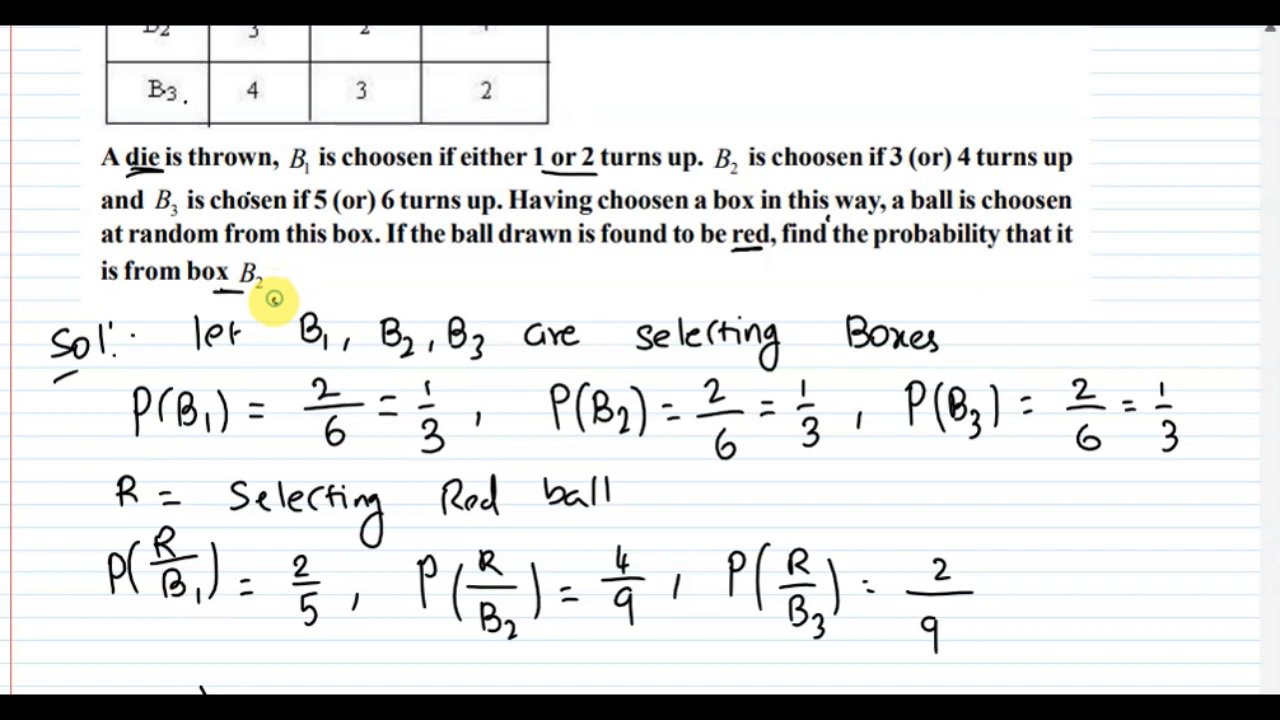 B2 3 2
B3. 4 3 2
A die is thrown, B1 is choosen if either 1 or 2 turns up. B2 is choosen if 3 (or) 4 turns up
and B3 is chosen if 5 (or) 6 turns up. Having choosen a box in this way, a ball is choosen
at random from this box. If the ball drawn is found to be red, find the probability that it
is from box B2
Sol: let B1, B2, B3 are selecting Boxes
P(B1) = 2/6 = 1/3, P(B2) = 2/6 = 1/3, P(B3) = 2/6 = 1/3
R = Selecting Red ball
P(R/B1) = 2/5, P(R/B2) = 4/9, P(R/B3) = 2/9